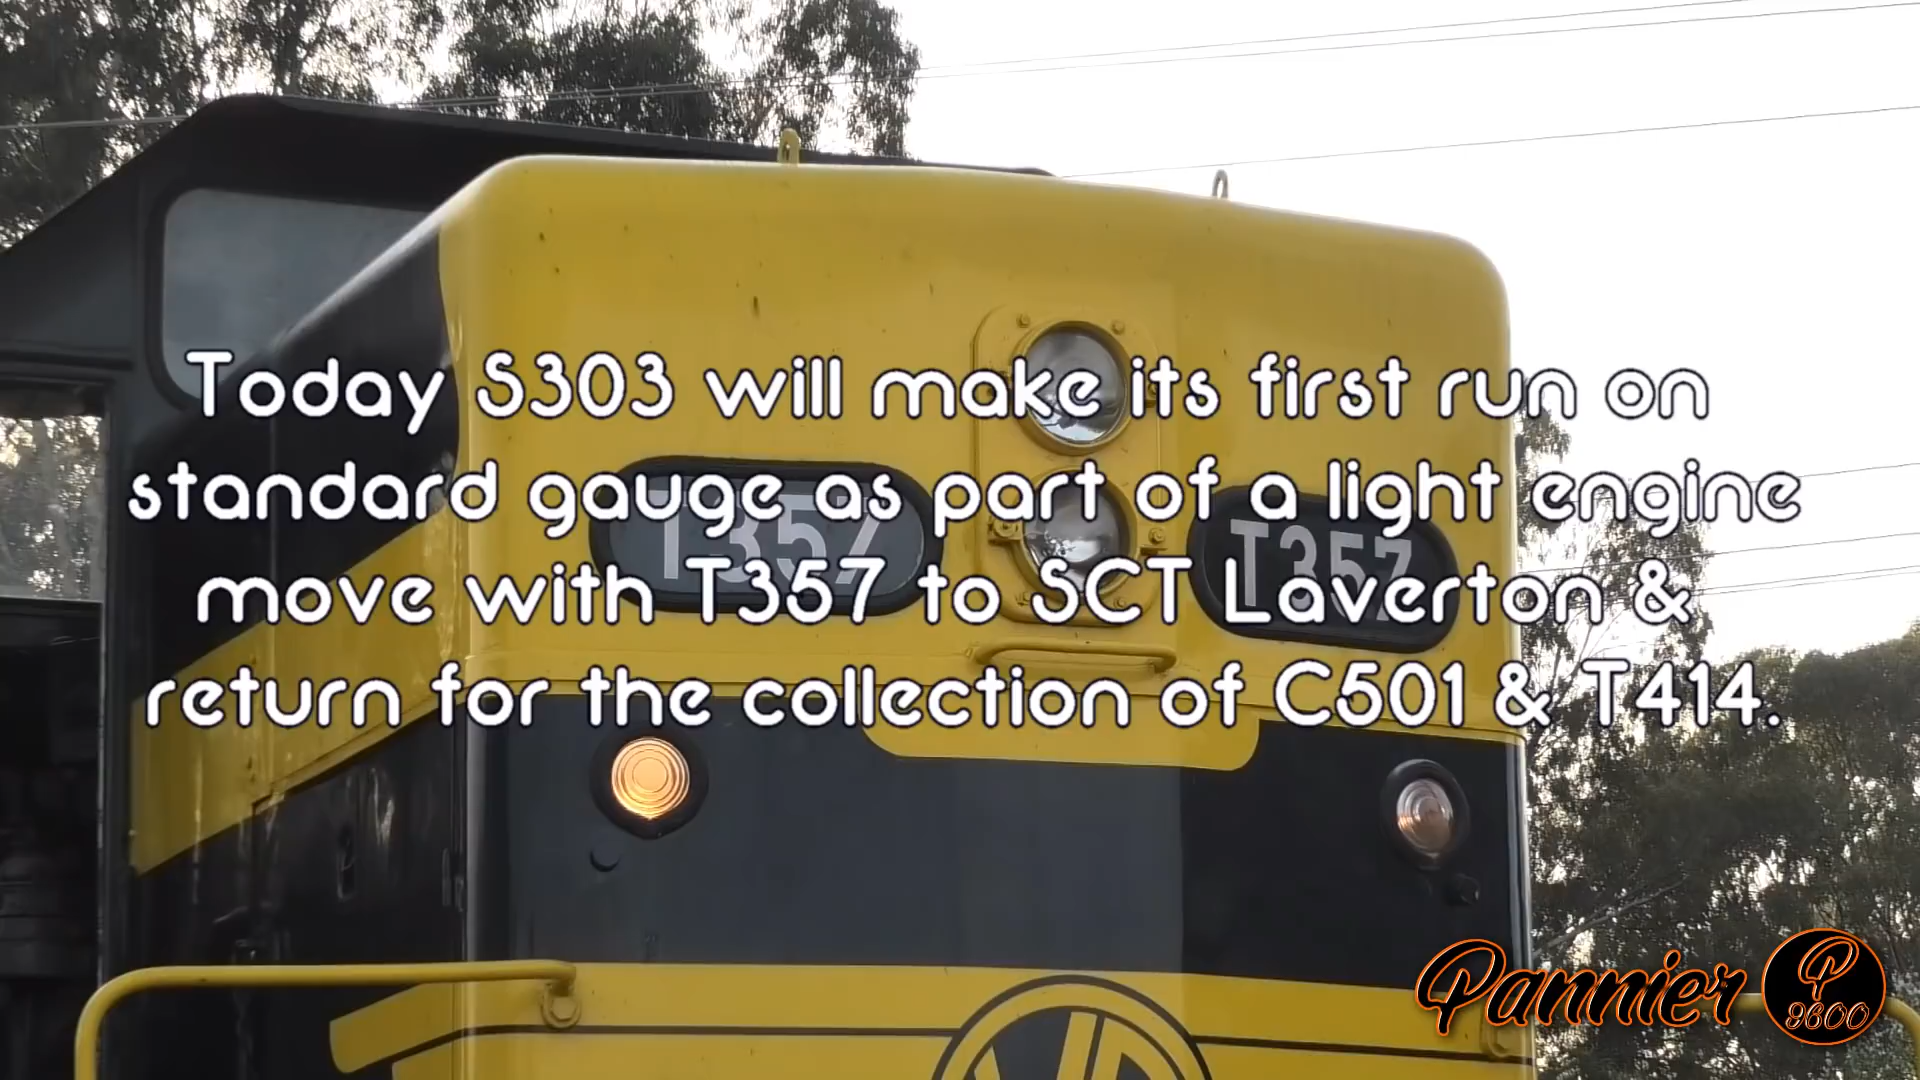 Today S303 will make its first run on
standard gauge as part of a light engine
move with T357 to SCT Laverton &
return for the collection of C501 & T414.
T357
T357
VR
Pannier
P
9600